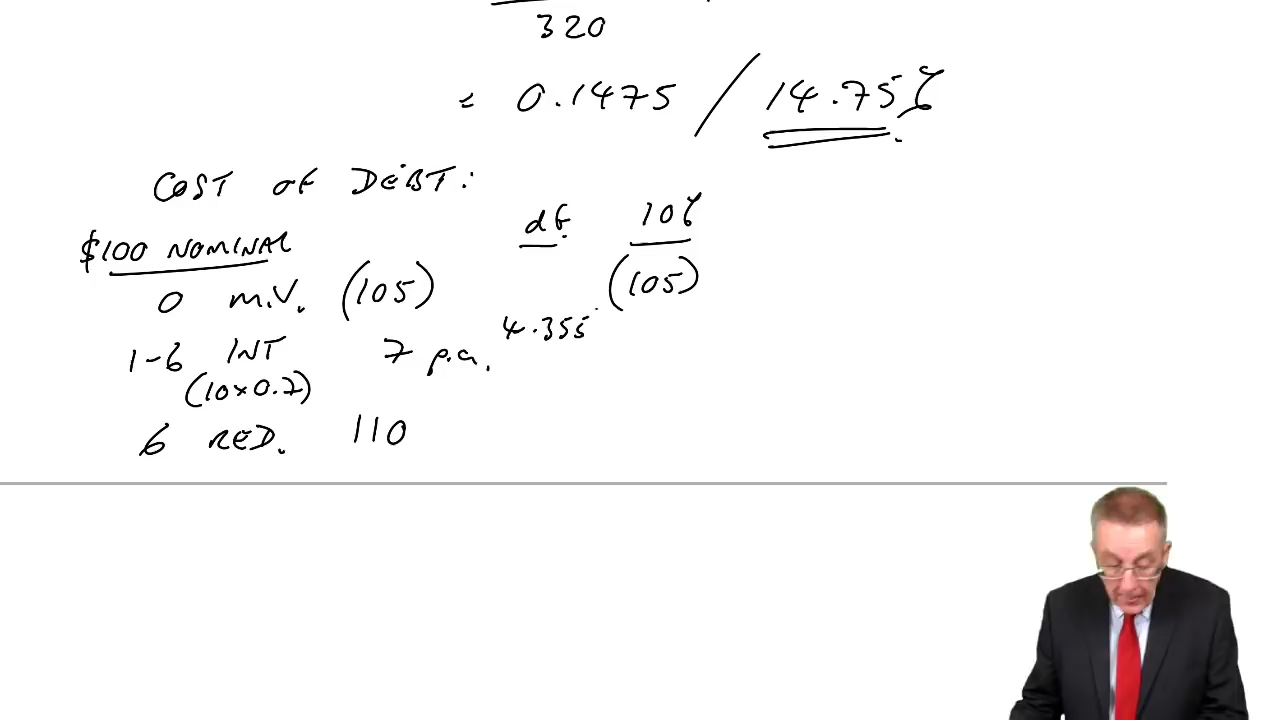 320
= 0.1475 / 14.75%
COST OF DEBT:
df 10%
$100 NOMINAL
0 M.V. (105) (105)
1-6 INT 7 p.a. 4.355
(10×0.7)
6 RED. 110